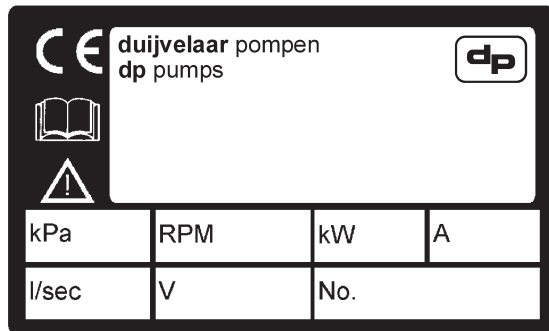 CE
duijvelaar pompen
dp pumps
dp
kPa RPM kW A
l/sec V No.